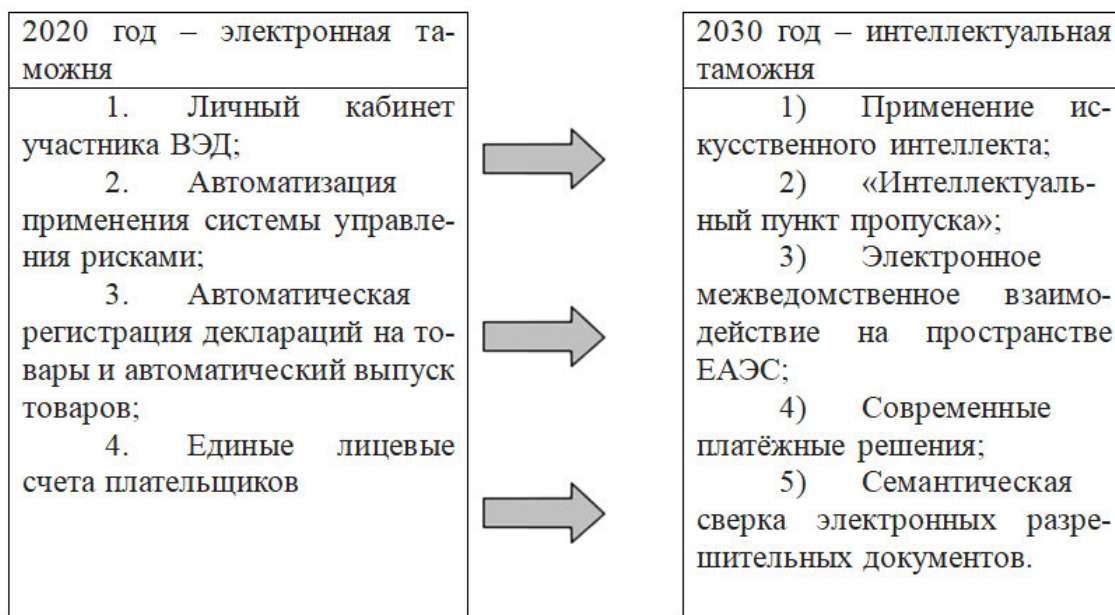 2020 год – электронная та-
можня
1. Личный кабинет
участника ВЭД;
2. Автоматизация
применения системы управле-
ния рисками;
3. Автоматическая
регистрация деклараций на то-
вары и автоматический выпуск
товаров;
4. Единые лицевые
счета плательщиков
2030 год – интеллектуальная
таможня
1) Применение ис-
кусственного интеллекта;
2) «Интеллектуаль-
ный пункт пропуска»;
3) Электронное
межведомственное взаимо-
действие на пространстве
ЕАЭС;
4) Современные
платёжные решения;
5) Семантическая
сверка электронных разре-
шительных документов.